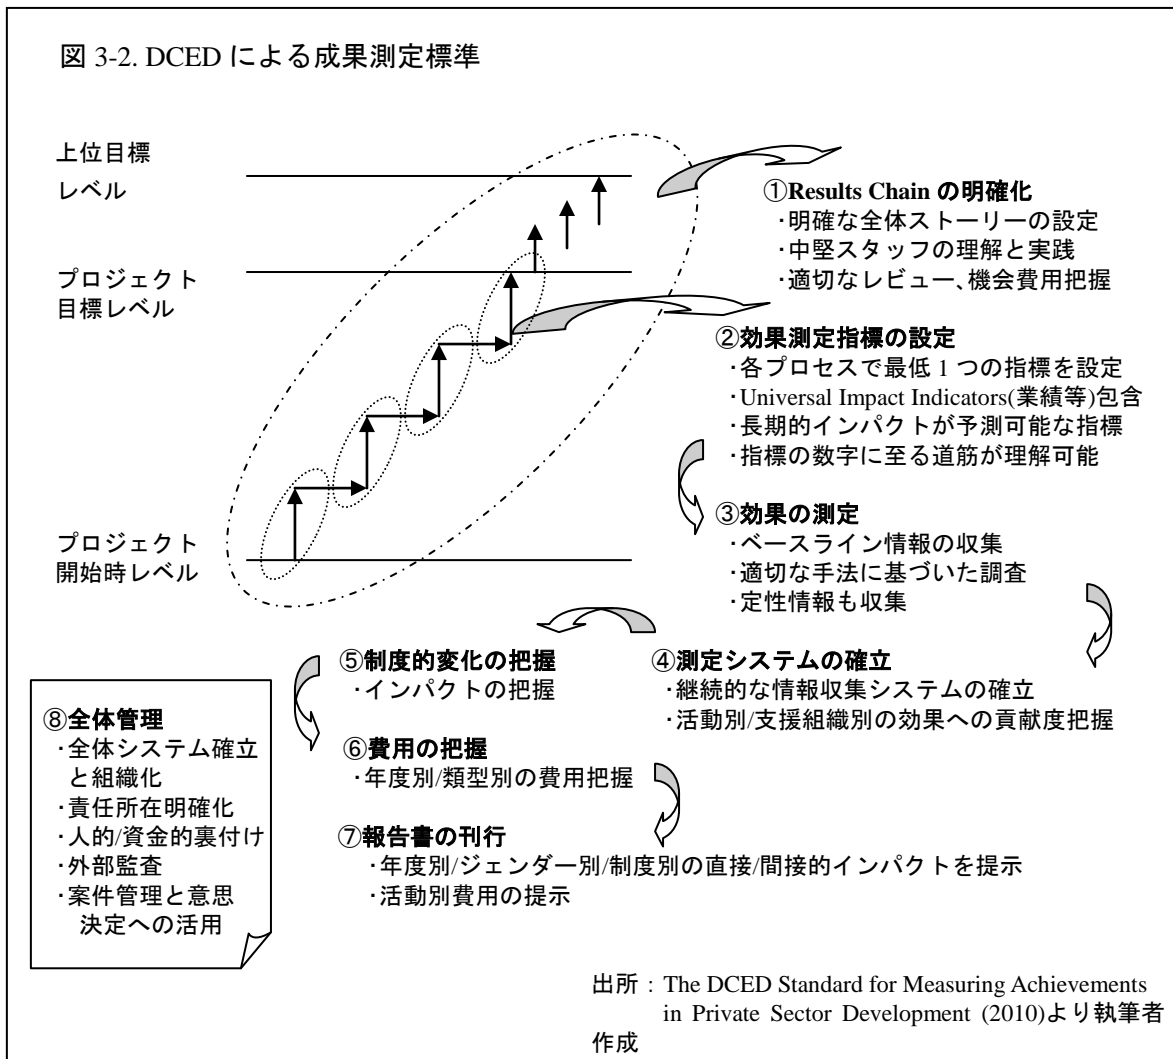 図 3-2. DCED による成果測定標準
上位目標
レベル
①Results Chain の明確化
・明確な全体ストーリーの設定
・中堅スタッフの理解と実践
・適切なレビュー、機会費用把握
プロジェクト
目標レベル
②効果測定指標の設定
・各プロセスで最低 1 つの指標を設定
・Universal Impact Indicators(業績等)包含
・長期的インパクトが予測可能な指標
・指標の数字に至る道筋が理解可能
③効果の測定
・ベースライン情報の収集
・適切な手法に基づいた調査
・定性情報も収集
プロジェクト
開始時レベル
④測定システムの確立
・継続的な情報収集システムの確立
・活動別/支援組織別の効果への貢献度把握
⑤制度的変化の把握
・インパクトの把握
⑥費用の把握
・年度別/類型別の費用把握
⑦報告書の刊行
・年度別/ジェンダー別/制度別の直接/間接的インパクトを提示
・活動別費用の提示
⑧全体管理
・全体システム確立
と組織化
・責任所在明確化
・人的/資金的裏付け
・外部監査
・案件管理と意思
決定への活用
出所：The DCED Standard for Measuring Achievements
in Private Sector Development (2010)より執筆者
作成